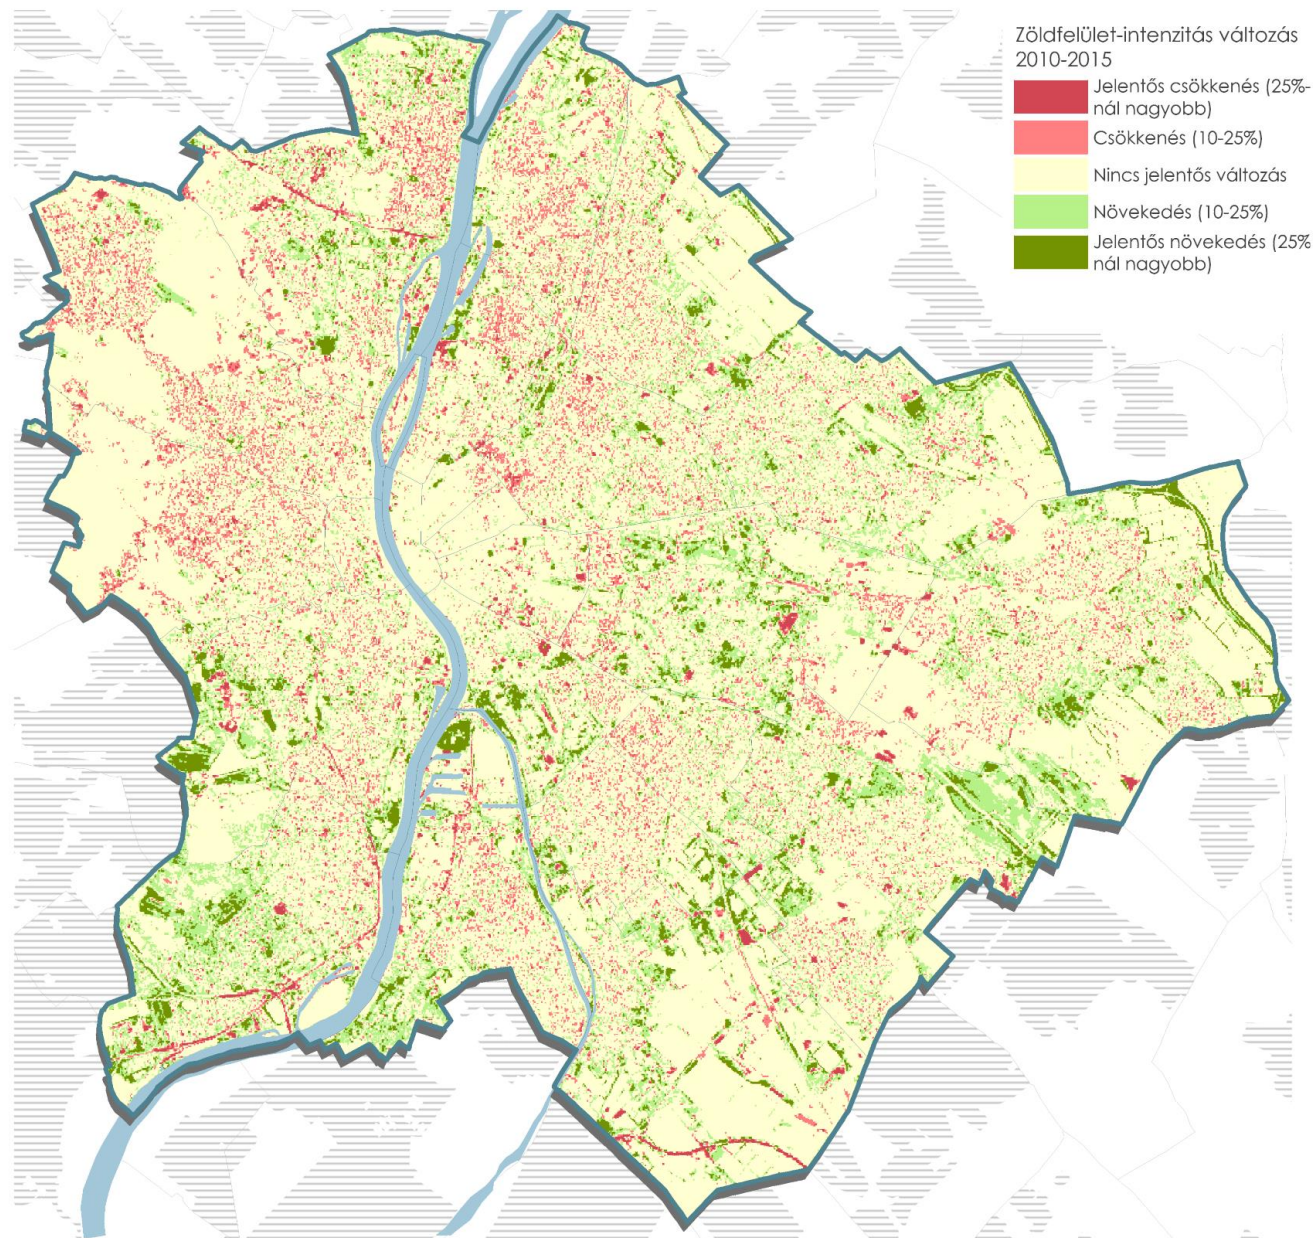 Zöldfelület-intenzitás változás
2010-2015
Jelentős csökkenés (25%-
nál nagyobb)
Csökkenés (10-25%)
Nincs jelentős változás
Növekedés (10-25%)
Jelentős növekedés (25%
nál nagyobb)